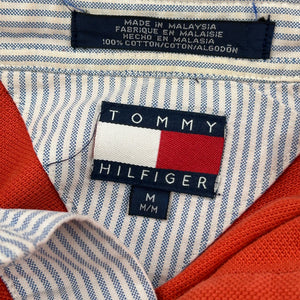 MADE IN MALAYSIA
FABRIQUE EN MALAISIE
HECHO EN MALASIA
100% COTTON/COTON/ALGODÓN
TOMMY
HILFIGER
M
M/M